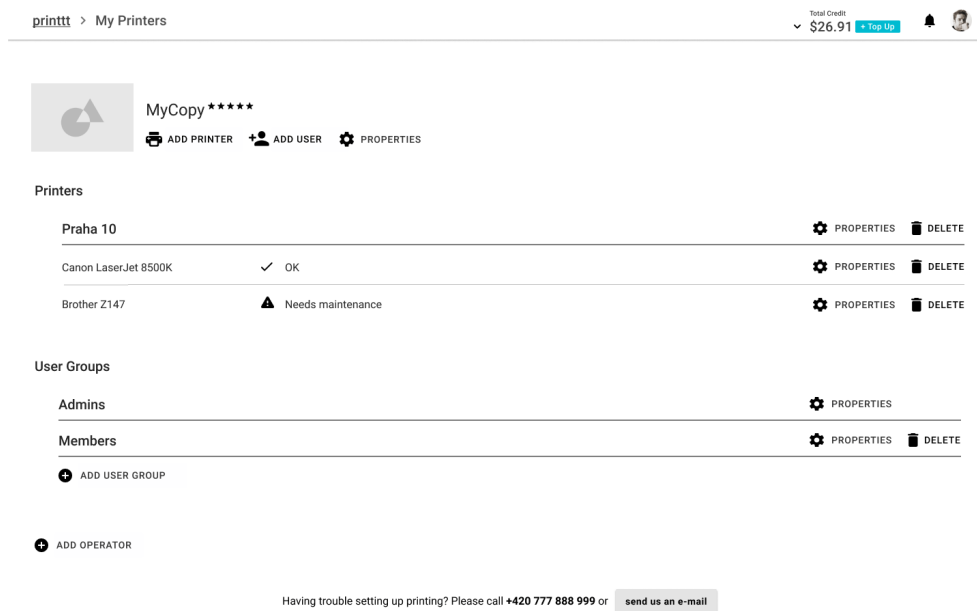 printtt > My Printers
Total Credit
$26.91 + Top Up
MyCopy ★★★★★
ADD PRINTER ADD USER PROPERTIES
Printers
Praha 10 PROPERTIES DELETE
Canon LaserJet 8500K OK PROPERTIES DELETE
Brother Z147 Needs maintenance PROPERTIES DELETE
User Groups
Admins PROPERTIES
Members PROPERTIES DELETE
ADD USER GROUP
ADD OPERATOR
Having trouble setting up printing? Please call +420 777 888 999 or send us an e-mail